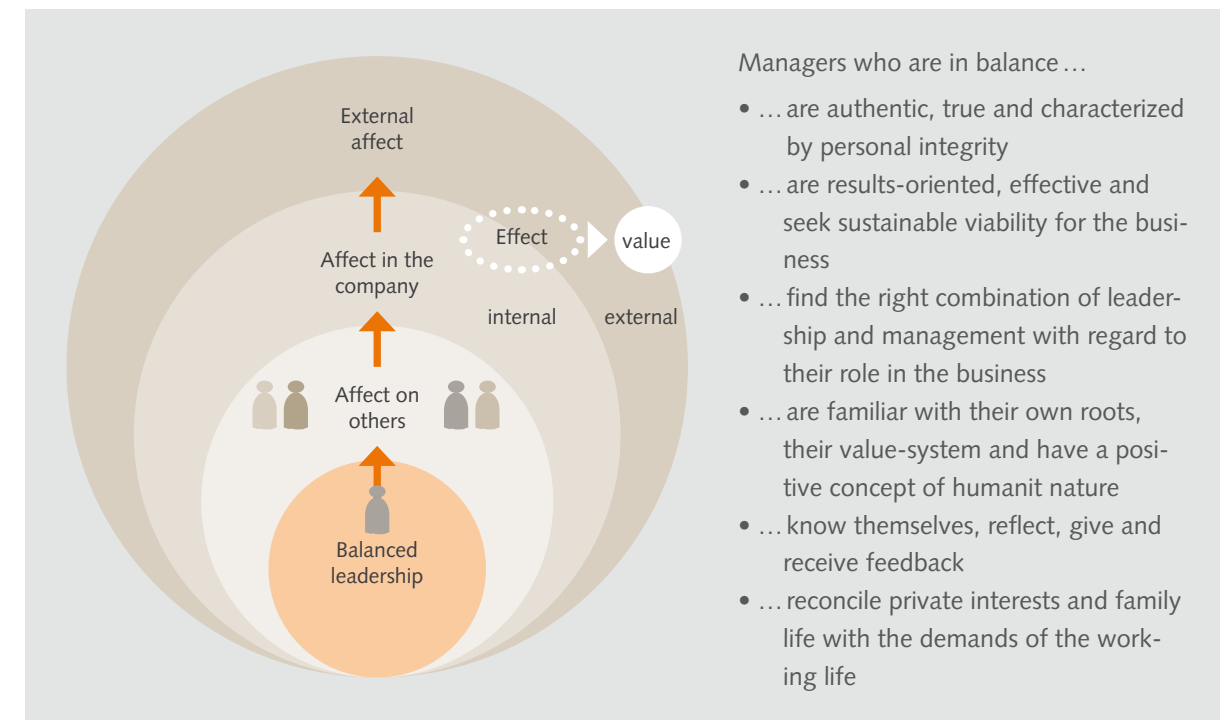 External
affect
Affect in the
company
Effect
value
internal
external
Affect on
others
Balanced
leadership
Managers who are in balance …
• … are authentic, true and characterized
by personal integrity
• … are results-oriented, effective and
seek sustainable viability for the busi-
ness
• … find the right combination of leader-
ship and management with regard to
their role in the business
• … are familiar with their own roots,
their value-system and have a posi-
tive concept of humanit nature
• … know themselves, reflect, give and
receive feedback
• … reconcile private interests and family
life with the demands of the work-
ing life